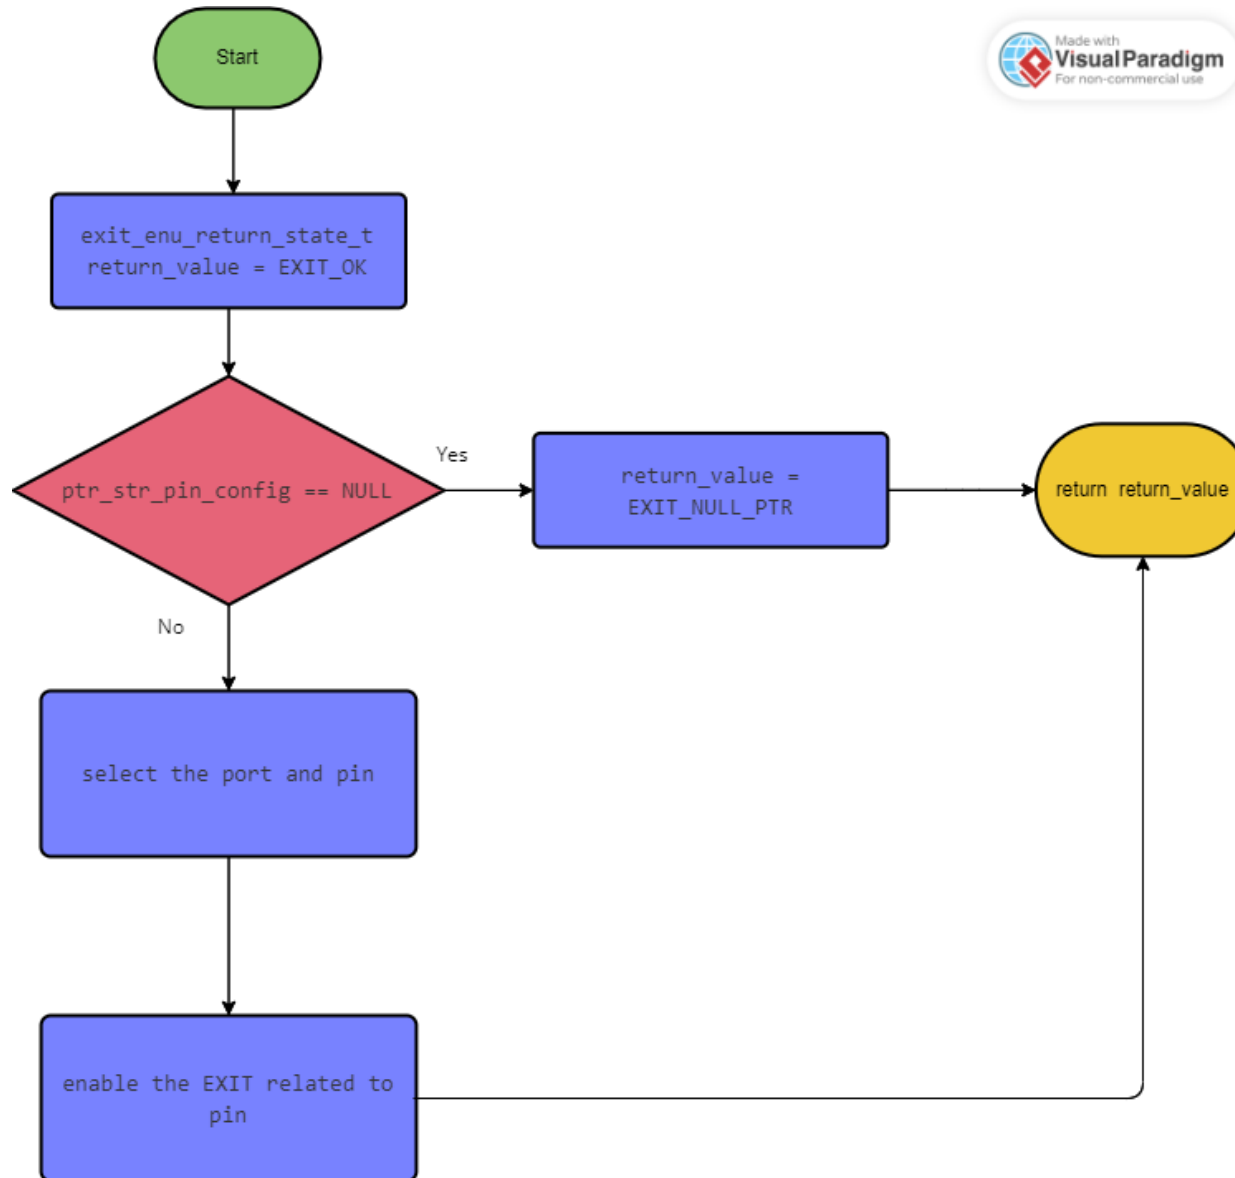 Start
Made with
Visual Paradigm
For non-commercial use
exit_enu_return_state_t
return_value = EXIT_OK
ptr_str_pin_config == NULL
Yes
return_value =
EXIT_NULL_PTR
return return_value
No
select the port and pin
enable the EXIT related to
pin